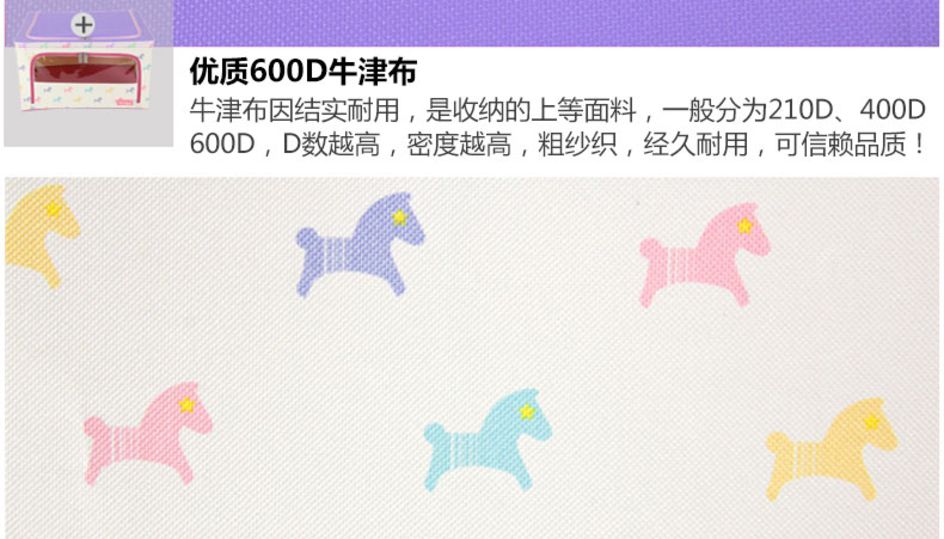 优质600D牛津布
牛津布因结实耐用，是收纳的上等面料，一般分为210D、400D
600D，D数越高，密度越高，粗纱织，经久耐用，可信赖品质！